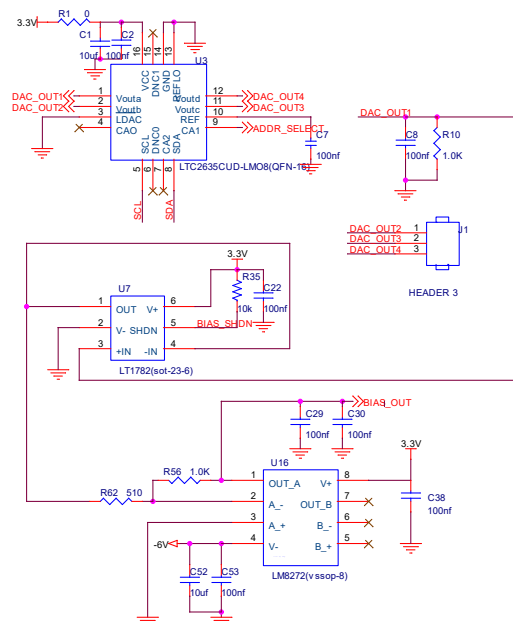 3.3V
R1 0
C1
10uf
C2
100nf
16
15
14
13
U3
VCC
DNC1
GND
REFLO
DAC_OUT1 1 Vouta
DAC_OUT2 2 Voutb
3 LDAC
4 CAO
Voutd 12 DAC_OUT4
Voutc 11 DAC_OUT3
REF 10
CA1 9 ADDR_SELECT
SCL
DNC0
CA2
SDA
5
6
7
8
LTC2635CUD-LMO8(QFN-16)
SCL
SDA
C7
100nf
DAC_OUT1
C8
100nf
R10
1.0K
DAC_OUT2 1
DAC_OUT3 2
DAC_OUT4 3
J1
HEADER 3
3.3V
U7
1 OUT V+ 6
2 V- SHDN 5
3 +IN -IN 4
LT1782(sot-23-6)
R35
10k
C22
100nf
BIAS_SHDN
BIAS_OUT
C29
100nf
C30
100nf
R56 1.0K
R62 510
U16
1 OUT_A V+ 8
2 A_- OUT_B 7
3 A_+ B_- 6
4 V- B_+ 5
LM8272(vssop-8)
3.3V
C38
100nf
-6V
C52
10uf
C53
100nf